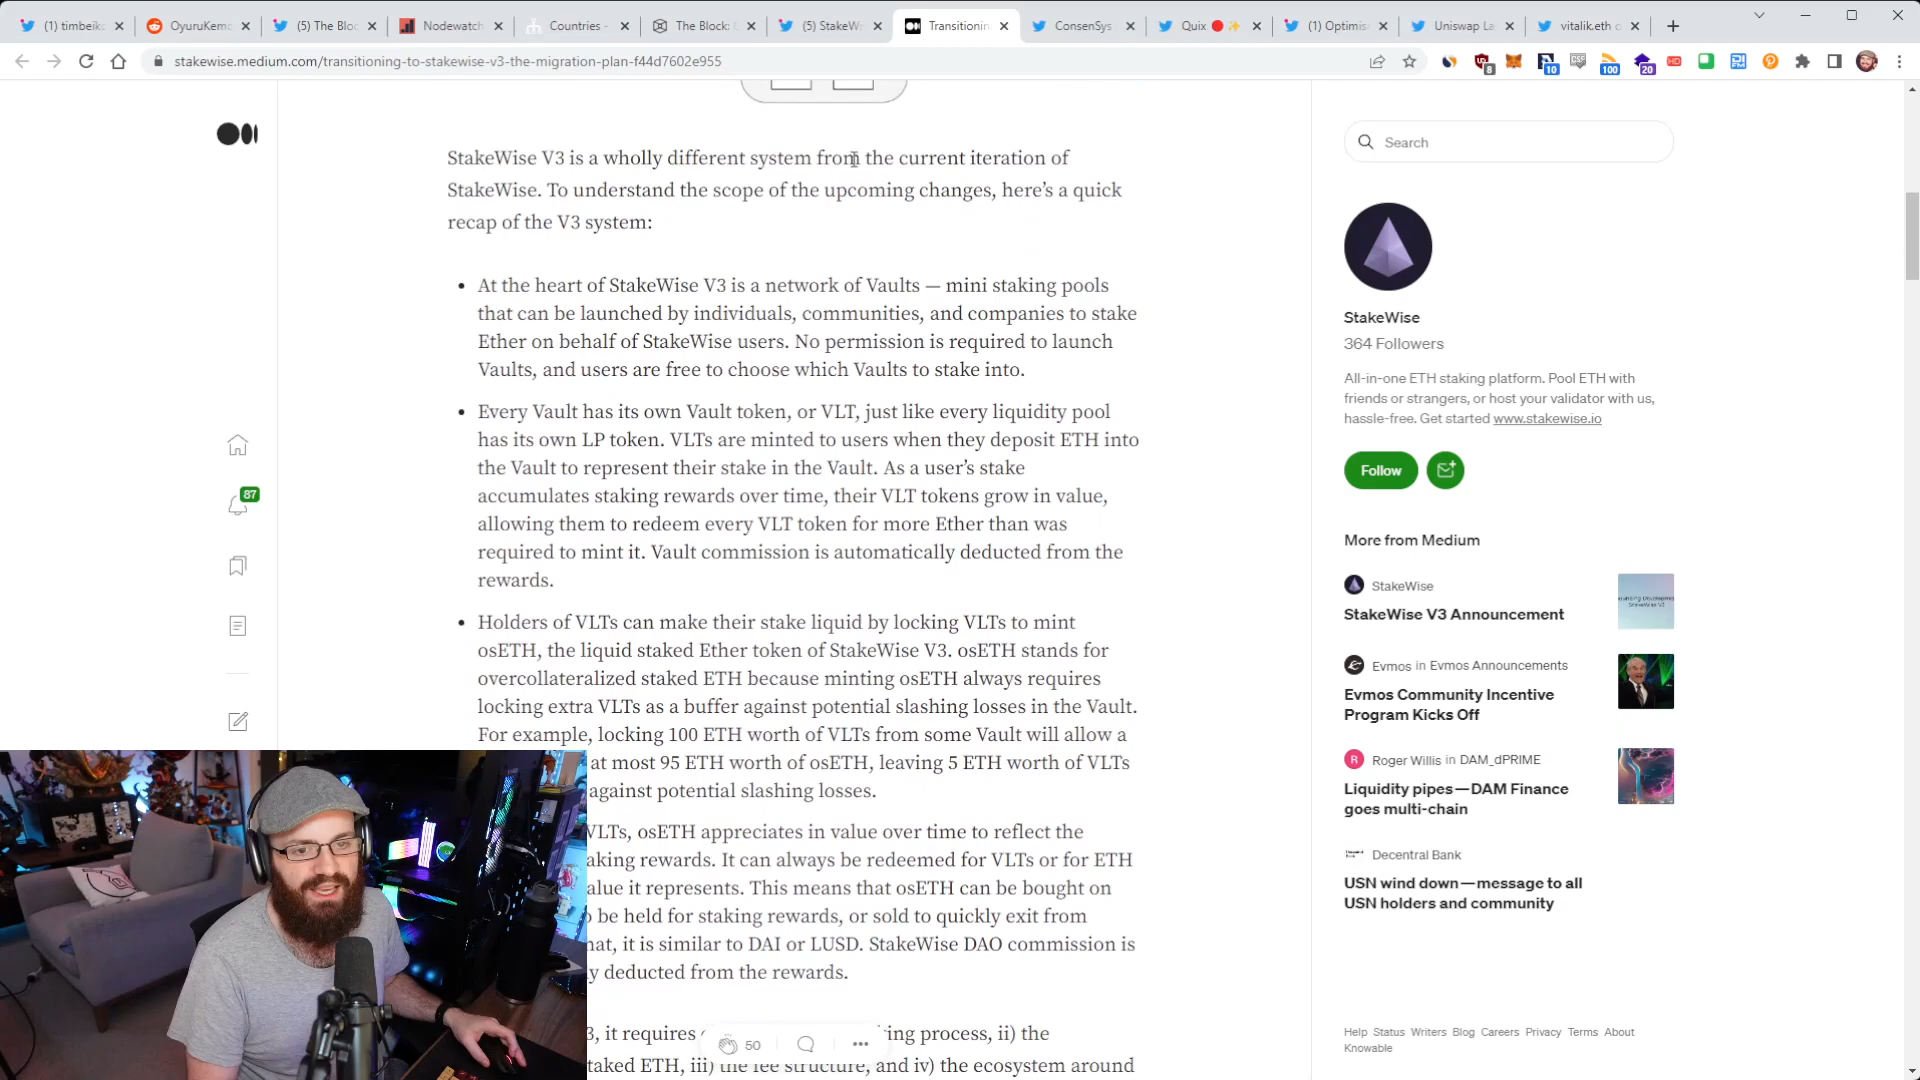 (1) timbeiko
OyuruKemo
(5) The Bloc
Nodewatch
Countries -
The Block: 
(5) StakeWis
Transitionin
ConsenSys
Quix 🔴✨
(1) Optimis
Uniswap La
vitalik.eth o
stakewise.medium.com/transitioning-to-stakewise-v3-the-migration-plan-f44d7602e955
8
10
100
20
HD
StakeWise V3 is a wholly different system from the current iteration of
StakeWise. To understand the scope of the upcoming changes, here’s a quick
recap of the V3 system:
• At the heart of StakeWise V3 is a network of Vaults — mini staking pools
that can be launched by individuals, communities, and companies to stake
Ether on behalf of StakeWise users. No permission is required to launch
Vaults, and users are free to choose which Vaults to stake into.
• Every Vault has its own Vault token, or VLT, just like every liquidity pool
has its own LP token. VLTs are minted to users when they deposit ETH into
the Vault to represent their stake in the Vault. As a user’s stake
accumulates staking rewards over time, their VLT tokens grow in value,
allowing them to redeem every VLT token for more Ether than was
required to mint it. Vault commission is automatically deducted from the
rewards.
• Holders of VLTs can make their stake liquid by locking VLTs to mint
osETH, the liquid staked Ether token of StakeWise V3. osETH stands for
overcollateralized staked ETH because minting osETH always requires
locking extra VLTs as a buffer against potential slashing losses in the Vault.
For example, locking 100 ETH worth of VLTs from some Vault will allow a
at most 95 ETH worth of osETH, leaving 5 ETH worth of VLTs
against potential slashing losses.
VLTs, osETH appreciates in value over time to reflect the
aking rewards. It can always be redeemed for VLTs or for ETH
alue it represents. This means that osETH can be bought on
o be held for staking rewards, or sold to quickly exit from
hat, it is similar to DAI or LUSD. StakeWise DAO commission is
y deducted from the rewards.
3, it requires
ing process, ii) the
taked ETH, iii) the fee structure, and iv) the ecosystem around
50
87
Search
StakeWise
364 Followers
All-in-one ETH staking platform. Pool ETH with
friends or strangers, or host your validator with us,
hassle-free. Get started www.stakewise.io
Follow
More from Medium
StakeWise
StakeWise V3 Announcement
Evmos in Evmos Announcements
Evmos Community Incentive
Program Kicks Off
Roger Willis in DAM_dPRIME
Liquidity pipes — DAM Finance
goes multi-chain
Decentral Bank
USN wind down — message to all
USN holders and community
Help Status Writers Blog Careers Privacy Terms About
Knowable